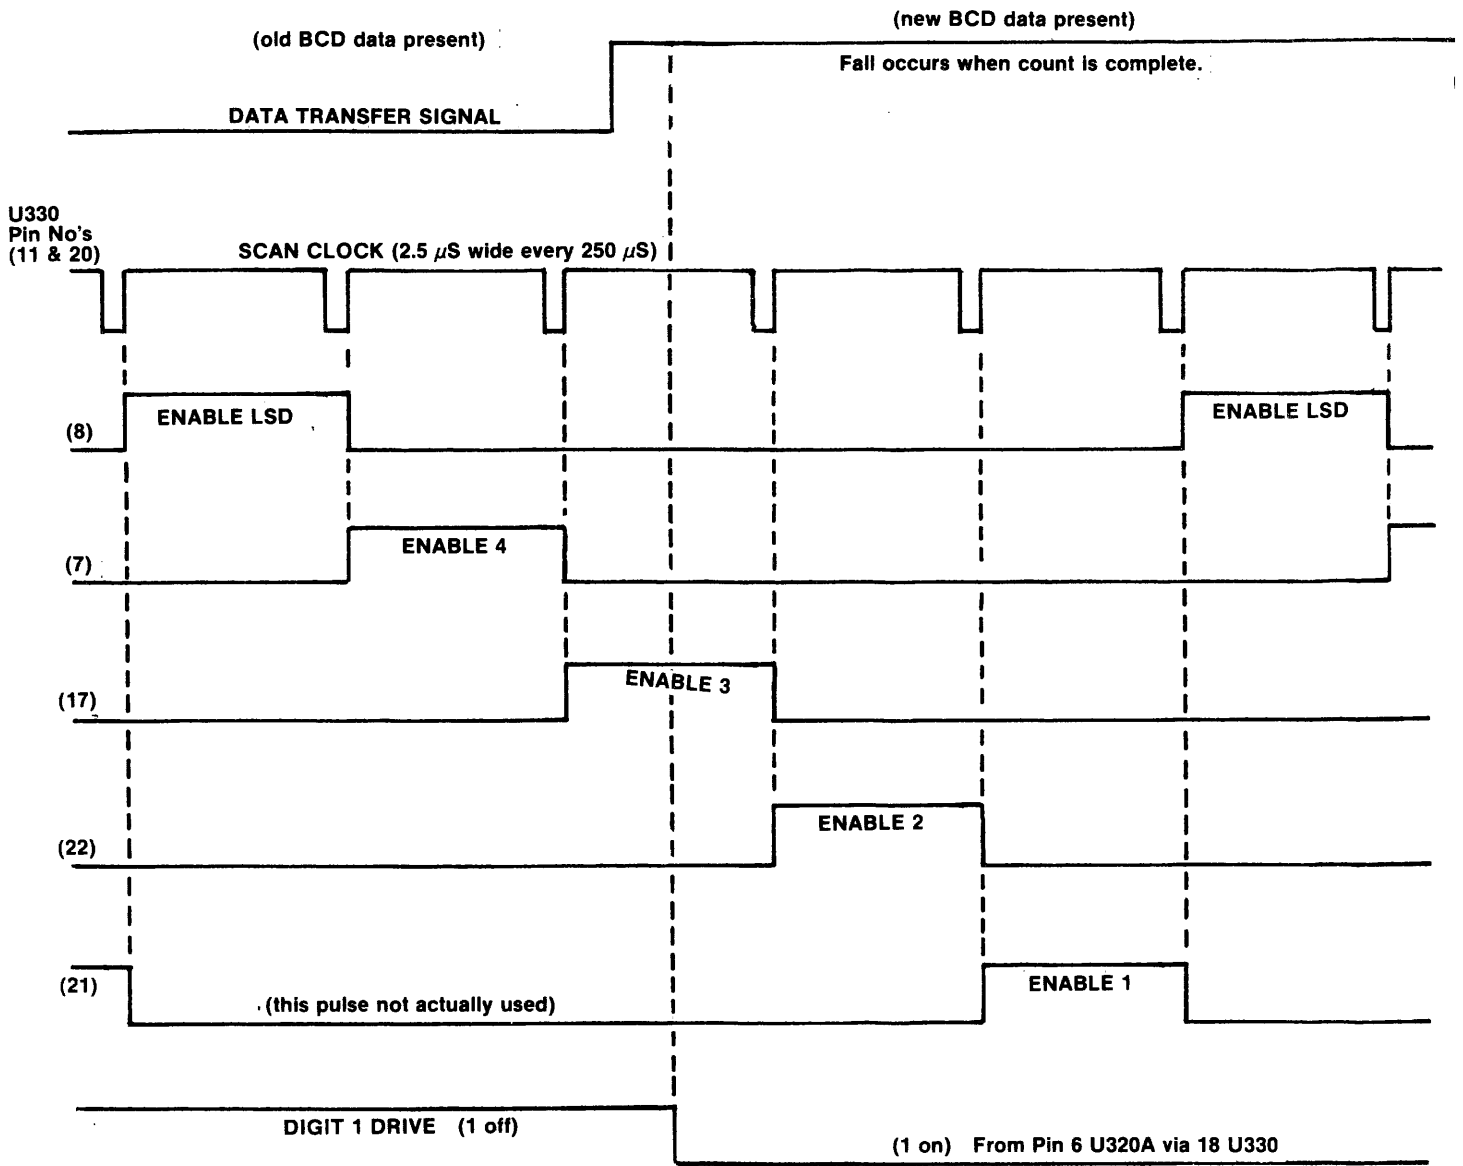 (old BCD data present)
(new BCD data present)
Fall occurs when count is complete.
DATA TRANSFER SIGNAL
U330
Pin No's
(11 & 20)
SCAN CLOCK (2.5 μS wide every 250 μS)
(8)
ENABLE LSD
ENABLE LSD
(7)
ENABLE 4
(17)
ENABLE 3
(22)
ENABLE 2
(21)
(this pulse not actually used)
ENABLE 1
DIGIT 1 DRIVE (1 off)
(1 on) From Pin 6 U320A via 18 U330